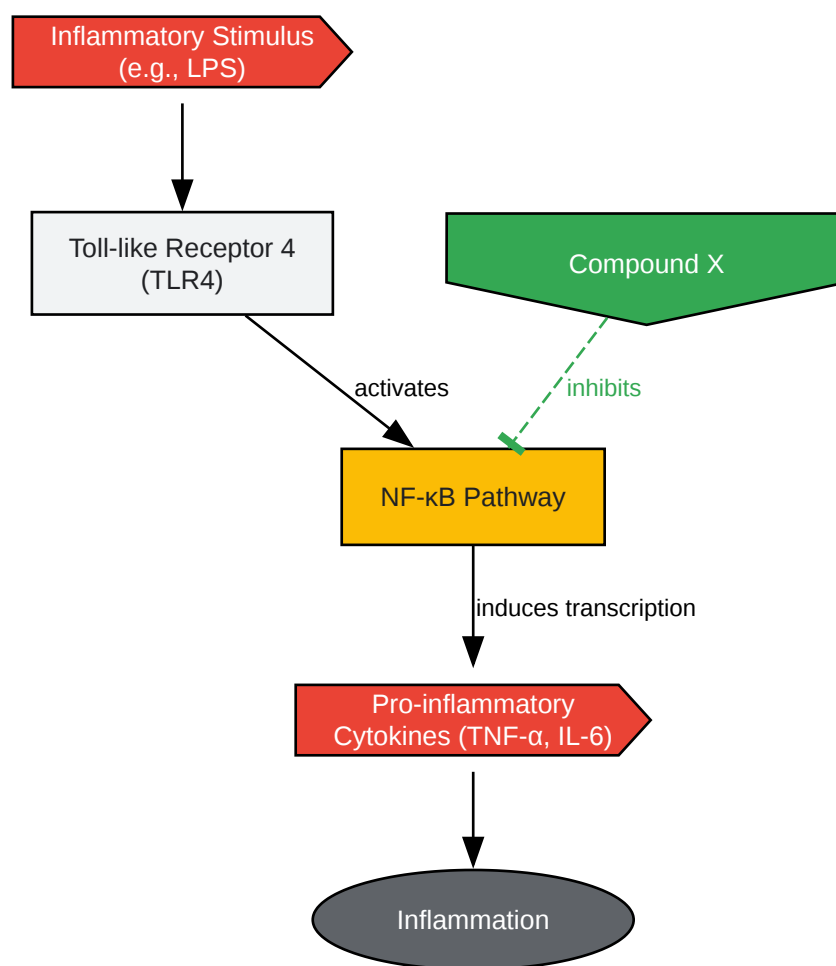 Inflammatory Stimulus
(e.g., LPS)
Toll-like Receptor 4
(TLR4)
Compound X
activates
inhibits
NF-κB Pathway
induces transcription
Pro-inflammatory
Cytokines (TNF-α, IL-6)
Inflammation